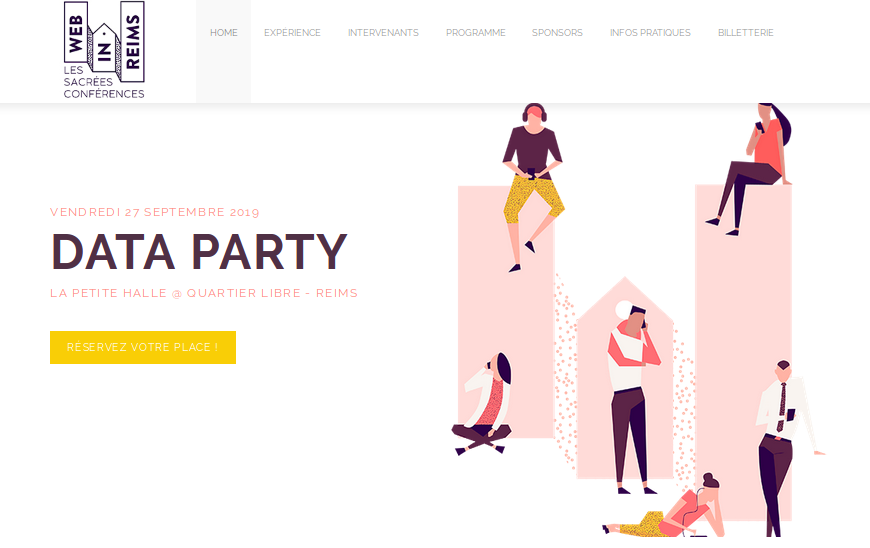 WEB
IN
REIMS
LES
SACRÉES
CONFÉRENCES
HOME EXPÉRIENCE INTERVENANTS PROGRAMME SPONSORS INFOS PRATIQUES BILLETTERIE
VENDREDI 27 SEPTEMBRE 2019
DATA PARTY
LA PETITE HALLE @ QUARTIER LIBRE - REIMS
RÉSERVEZ VOTRE PLACE !